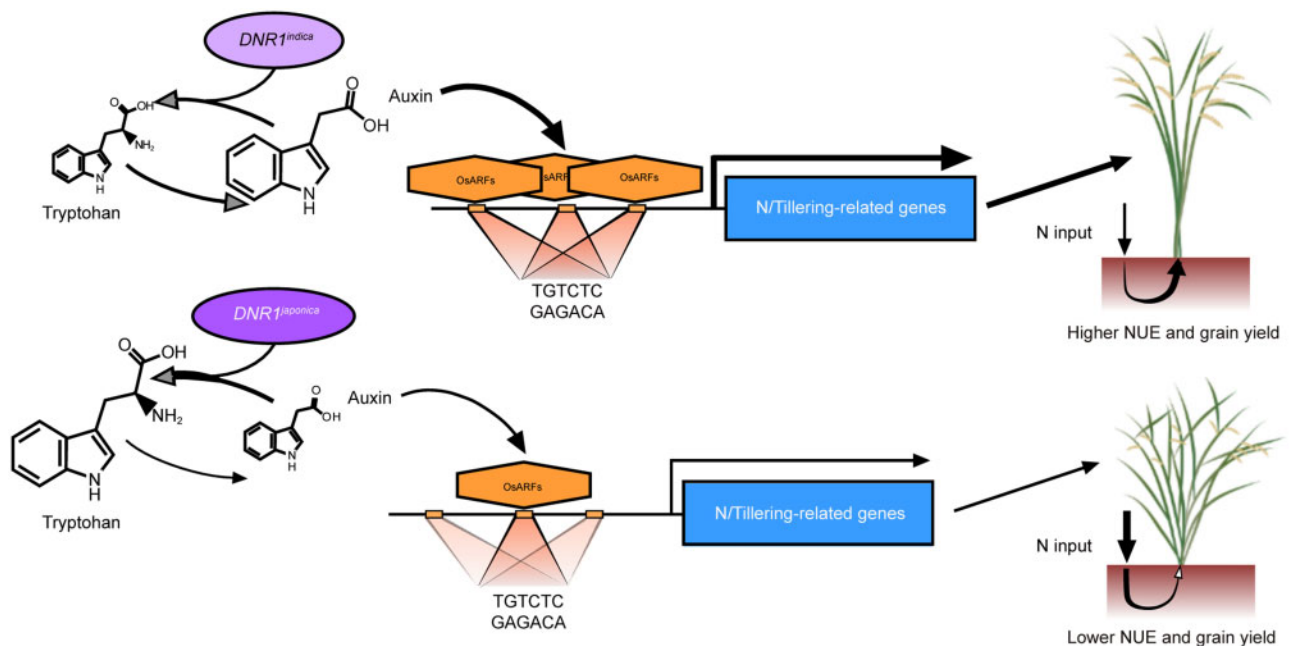 DNR1indica
O
OH
NH2
N
H
Tryptohan
O
OH
N
H
Auxin
OsARFs
OsARF
OsARFs
N/Tillering-related genes
TGTCTC
GAGACA
N input
Higher NUE and grain yield
DNR1japonica
O
OH
NH2
N
H
Tryptohan
O
OH
N
H
Auxin
OsARFs
N/Tillering-related genes
TGTCTC
GAGACA
N input
Lower NUE and grain yield